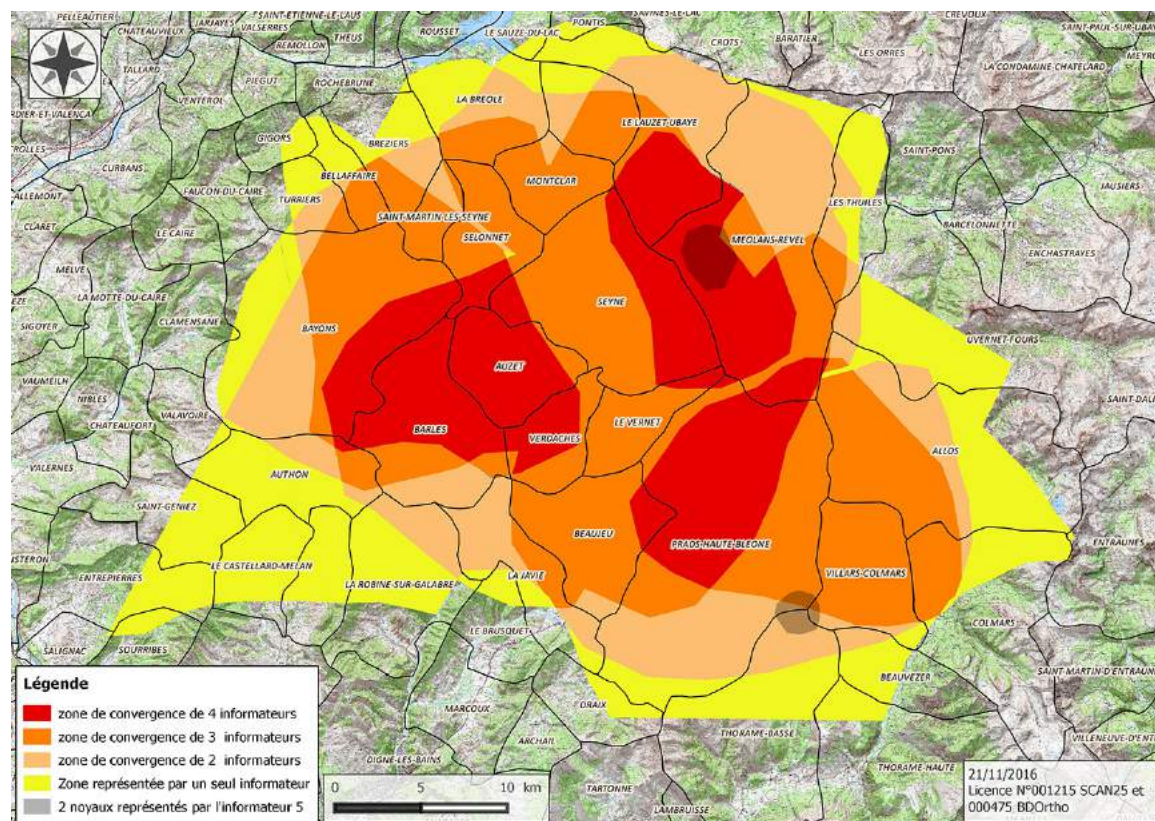 PELLEAUTIER
JARJAYES
SAINT-ETIENNE-LE-LAUS
PONTIS
SAVINES-LE-LAC
CREVOUX
CHATEAUVIEUX
VALSERRES
THEUS
ROUSSET
LE SAUZE-DU-LAC
BARATIER
SAINT-PAUL-SUR-UBAYE
REMOLLON
CROTS
LES ORRES
TALLARD
LA CONDAMINE-CHATELARD
PIEGUT
ROCHEBRUNE
VENTEROL
LA BREOLE
LE LAUZET-UBAYE
GIGORS
BREZIERS
SAINT-PONS
CURBANS
BELLAFFAIRE
MONTCLAR
JAUSIERS
FAUCON-DU-CAIRE
TURRIERS
LES THUILES
CLARET
LE CAIRE
SAINT-MARTIN-LES-SEYNE
BARCELONNETTE
SELONNET
MEOLANS-REVEL
ENCHASTRAYES
MELVE
LA MOTTE-DU-CAIRE
SEYNE
SIGOYER
CLAMENSANE
BAYONS
UVERNET-FOURS
AUZET
VAUMEILH
NIBLES
VALAVOIRE
CHATEAUFORT
LE VERNET
BARLES
VERDACHES
ALLOS
VALERNES
AUTHON
SAINT-GENIEZ
BEAUJEU
PRADS-HAUTE-BLEONE
ENTRAUNES
LE CASTELLARD-MELAN
ENTREPIERRES
LA JAVIE
VILLARS-COLMARS
LA ROBINE-SUR-GALABRE
COLMARS
LE BRUSQUET
SALIGNAC
SOURRIBES
SAINT-MARTIN-D'ENTRAUNES
BEAUVEZER
MARCOUX
DRAIX
THORAME-BASSE
ARCHAIL
DIGNE-LES-BAINS
THORAME-HAUTE
TARTONNE
LAMBRUISSE
Légende
zone de convergence de 4 informateurs
zone de convergence de 3 informateurs
zone de convergence de 2 informateurs
Zone représentée par un seul informateur
2 noyaux représentés par l'informateur 5
0 5 10 km
21/11/2016
Licence N°001215 SCAN25 et
000475 BDOrtho